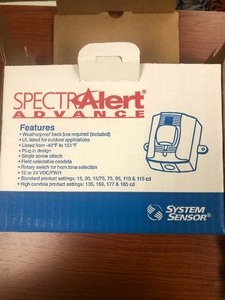 SPECTRAlert®
ADVANCE
Features
• Weatherproof back box required (included)
• UL listed for outdoor applications
• Listed from -40°F to 151°F
• Plug in design
• Single screw attach
• Field selectable candela
• Rotary switch for horn tone selection
• 12 or 24 VDC/FWR
• Standard product settings: 15, 30, 15/75, 75, 95, 110 & 115 cd
• High candela product settings: 135, 150, 177 & 185 cd
SYSTEM
SENSOR®